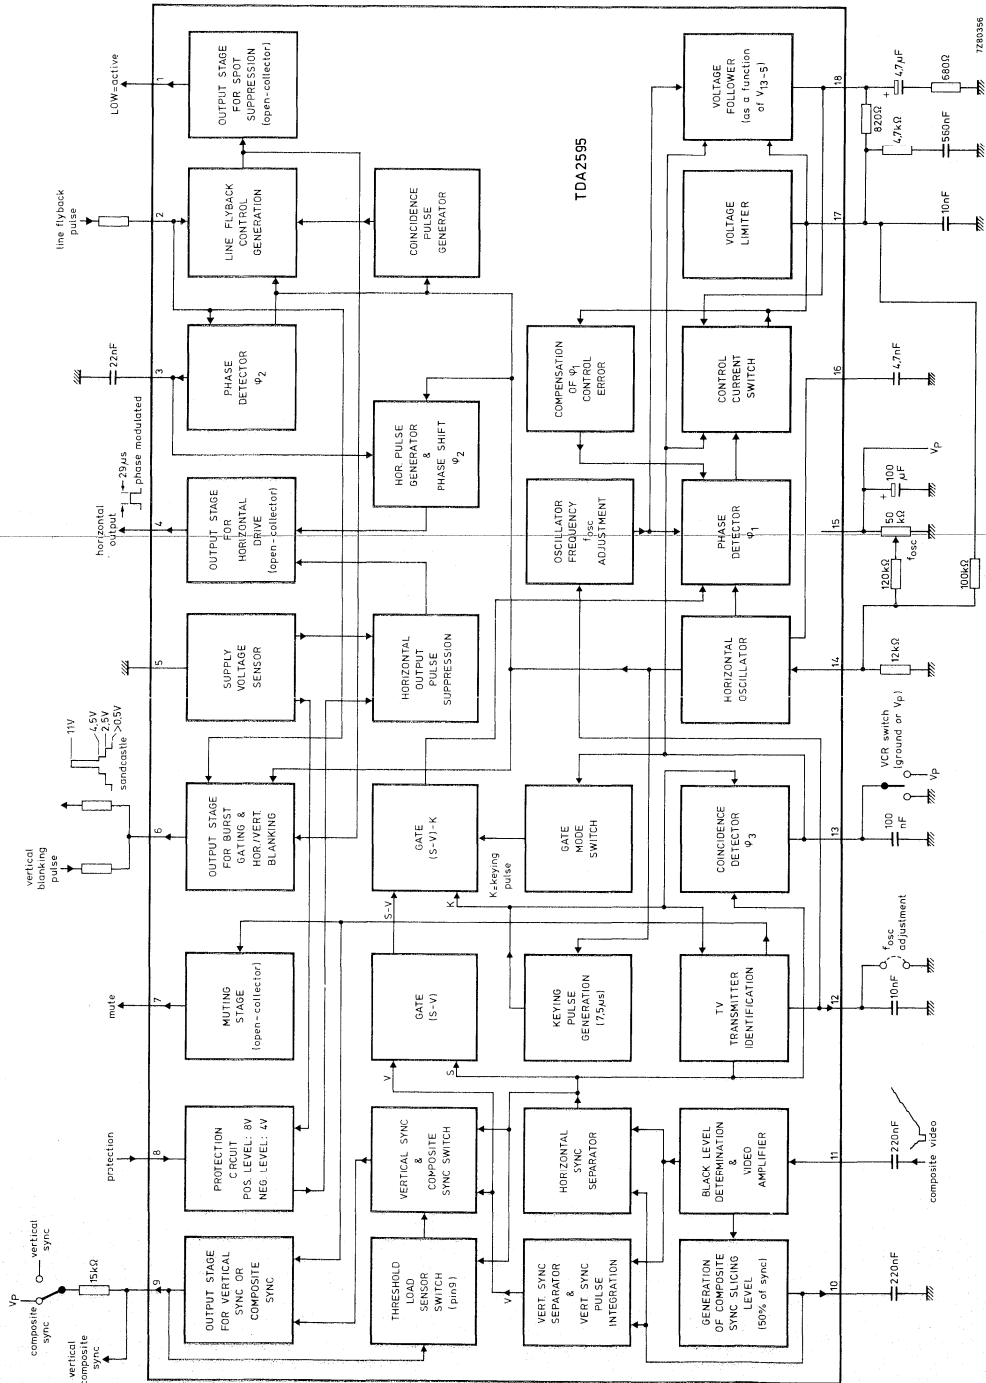 Vp
composite
sync
vertical
sync
15kΩ
vertical
composite
sync
protection
mute
vertical
blanking
pulse
11V
4,5V
2,5V
>0,5V
sandcastle
horizontal
output
29µs
phase modulated
22nF
line flyback
pulse
LOW=active
9
8
7
6
5
4
3
2
1
OUTPUT STAGE
FOR VERTICAL
SYNC OR
COMPOSITE
SYNC
PROTECTION
CRCUIT
POS. LEVEL: 8V
NEG. LEVEL: 4V
MUTING
STAGE
(open-collector)
OUTPUT STAGE
FOR BURST
GATING &
HOR./VERT.
BLANKING
SUPPLY
VOLTAGE
SENSOR
OUTPUT STAGE
FOR
HORIZONTAL
DRIVE
(open-collector)
PHASE
DETECTOR
φ2
LINE FLYBACK
CONTROL
GENERATION
OUTPUT STAGE
FOR SPOT
SUPPRESSION
(open-collector)
THRESHOLD
LOAD
SENSOR
SWITCH
(pin9)
VERTICAL SYNC
&
COMPOSITE
SYNC SWITCH
V
S
GATE
(S-V)
S-V
K
GATE
(S-V)-K
HORIZONTAL
OUTPUT
PULSE
SUPPRESSION
HOR. PULSE
GENERATOR
&
PHASE SHIFT
φ2
COINCIDENCE
PULSE
GENERATOR
V
VERT. SYNC
SEPARATOR
&
VERT. SYNC
PULSE
INTEGRATION
HORIZONTAL
SYNC
SEPARATOR
KEYING
PULSE
GENERATION
(7,5µs)
K=keying
pulse
GATE
MODE
SWITCH
OSCILLATOR
FREQUENCY
fosc
ADJUSTMENT
COMPENSATION
OF φ1
CONTROL
ERROR
TDA2595
GENERATION
OF COMPOSITE
SYNC SLICING
LEVEL
(50% of sync)
BLACK LEVEL
DETERMINATION
&
VIDEO
AMPLIFIER
TV
TRANSMITTER
IDENTIFICATION
COINCIDENCE
DETECTOR
φ3
HORIZONTAL
OSCILLATOR
PHASE
DETECTOR
φ1
CONTROL
CURRENT
SWITCH
VOLTAGE
LIMITER
VOLTAGE
FOLLOWER
(as a function
of V13-5)
10
11
12
13
14
15
16
17
18
220nF
220nF
composite video
10nF
fosc
adjustment
100
nF
VCR switch
(ground or Vp)
Vp
12kΩ
120kΩ
100kΩ
50
kΩ
fosc
+
100
µF
Vp
4,7nF
10nF
820Ω
4,7kΩ
560nF
+
4,7µF
680Ω
7Z80356